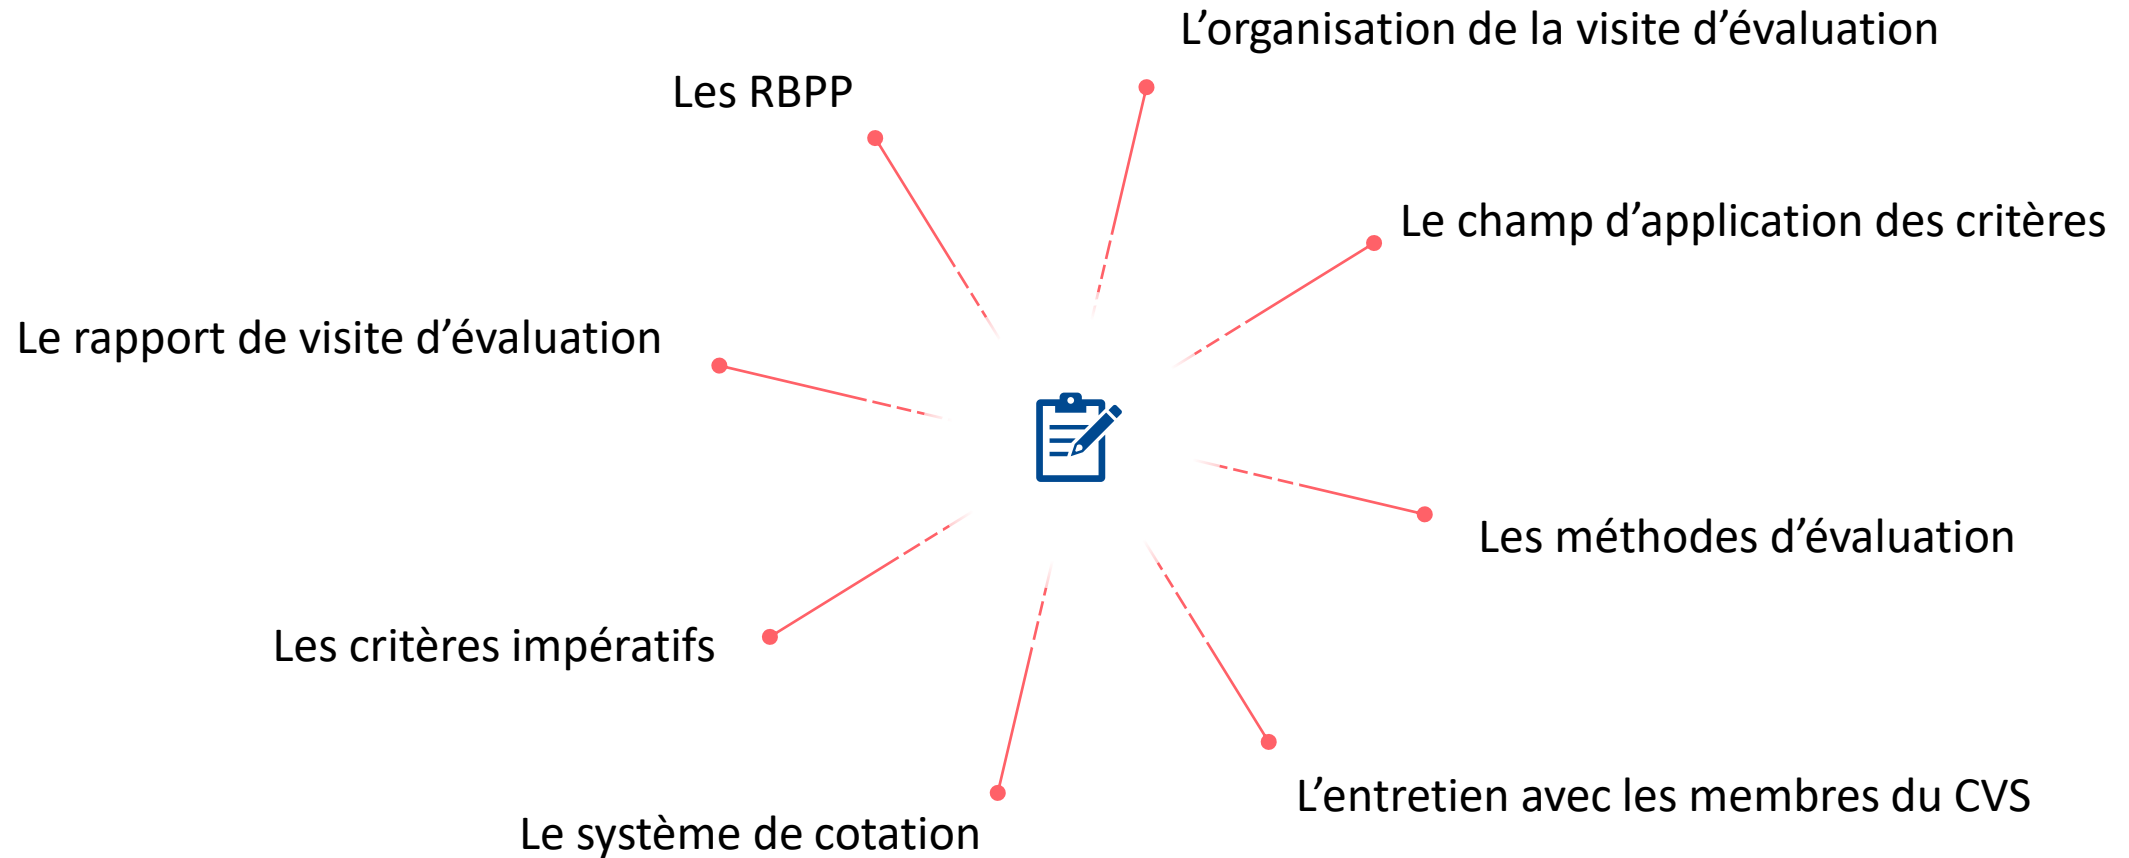 L’organisation de la visite d’évaluation
Les RBPP
Le champ d’application des critères
Le rapport de visite d’évaluation
Les méthodes d’évaluation
Les critères impératifs
L’entretien avec les membres du CVS
Le système de cotation